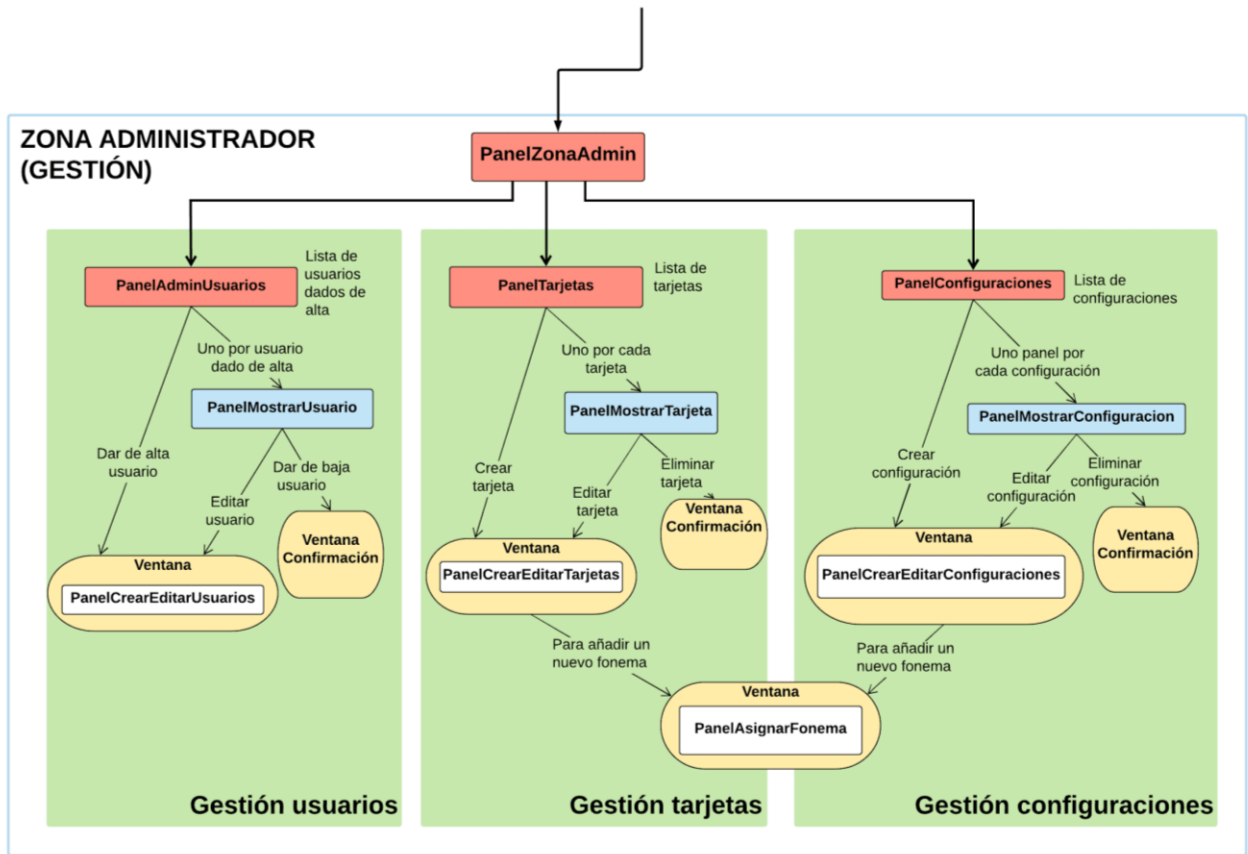 ZONA ADMINISTRADOR
(GESTIÓN)
PanelZonaAdmin
PanelAdminUsuarios
Lista de
usuarios
dados de
alta
Uno por usuario
dado de alta
PanelMostrarUsuario
Dar de alta
usuario
Editar
usuario
Dar de baja
usuario
Ventana
Confirmación
Ventana
PanelCrearEditarUsuarios
Gestión usuarios
PanelTarjetas
Lista de
tarjetas
Uno por cada
tarjeta
PanelMostrarTarjeta
Crear
tarjeta
Editar
tarjeta
Eliminar
tarjeta
Ventana
Confirmación
Ventana
PanelCrearEditarTarjetas
Para añadir un
nuevo fonema
Gestión tarjetas
PanelConfiguraciones
Lista de
configuraciones
Uno panel por
cada configuración
PanelMostrarConfiguracion
Crear
configuración
Editar
configuración
Eliminar
configuración
Ventana
Confirmación
Ventana
PanelCrearEditarConfiguraciones
Para añadir un
nuevo fonema
Ventana
PanelAsignarFonema
Gestión configuraciones